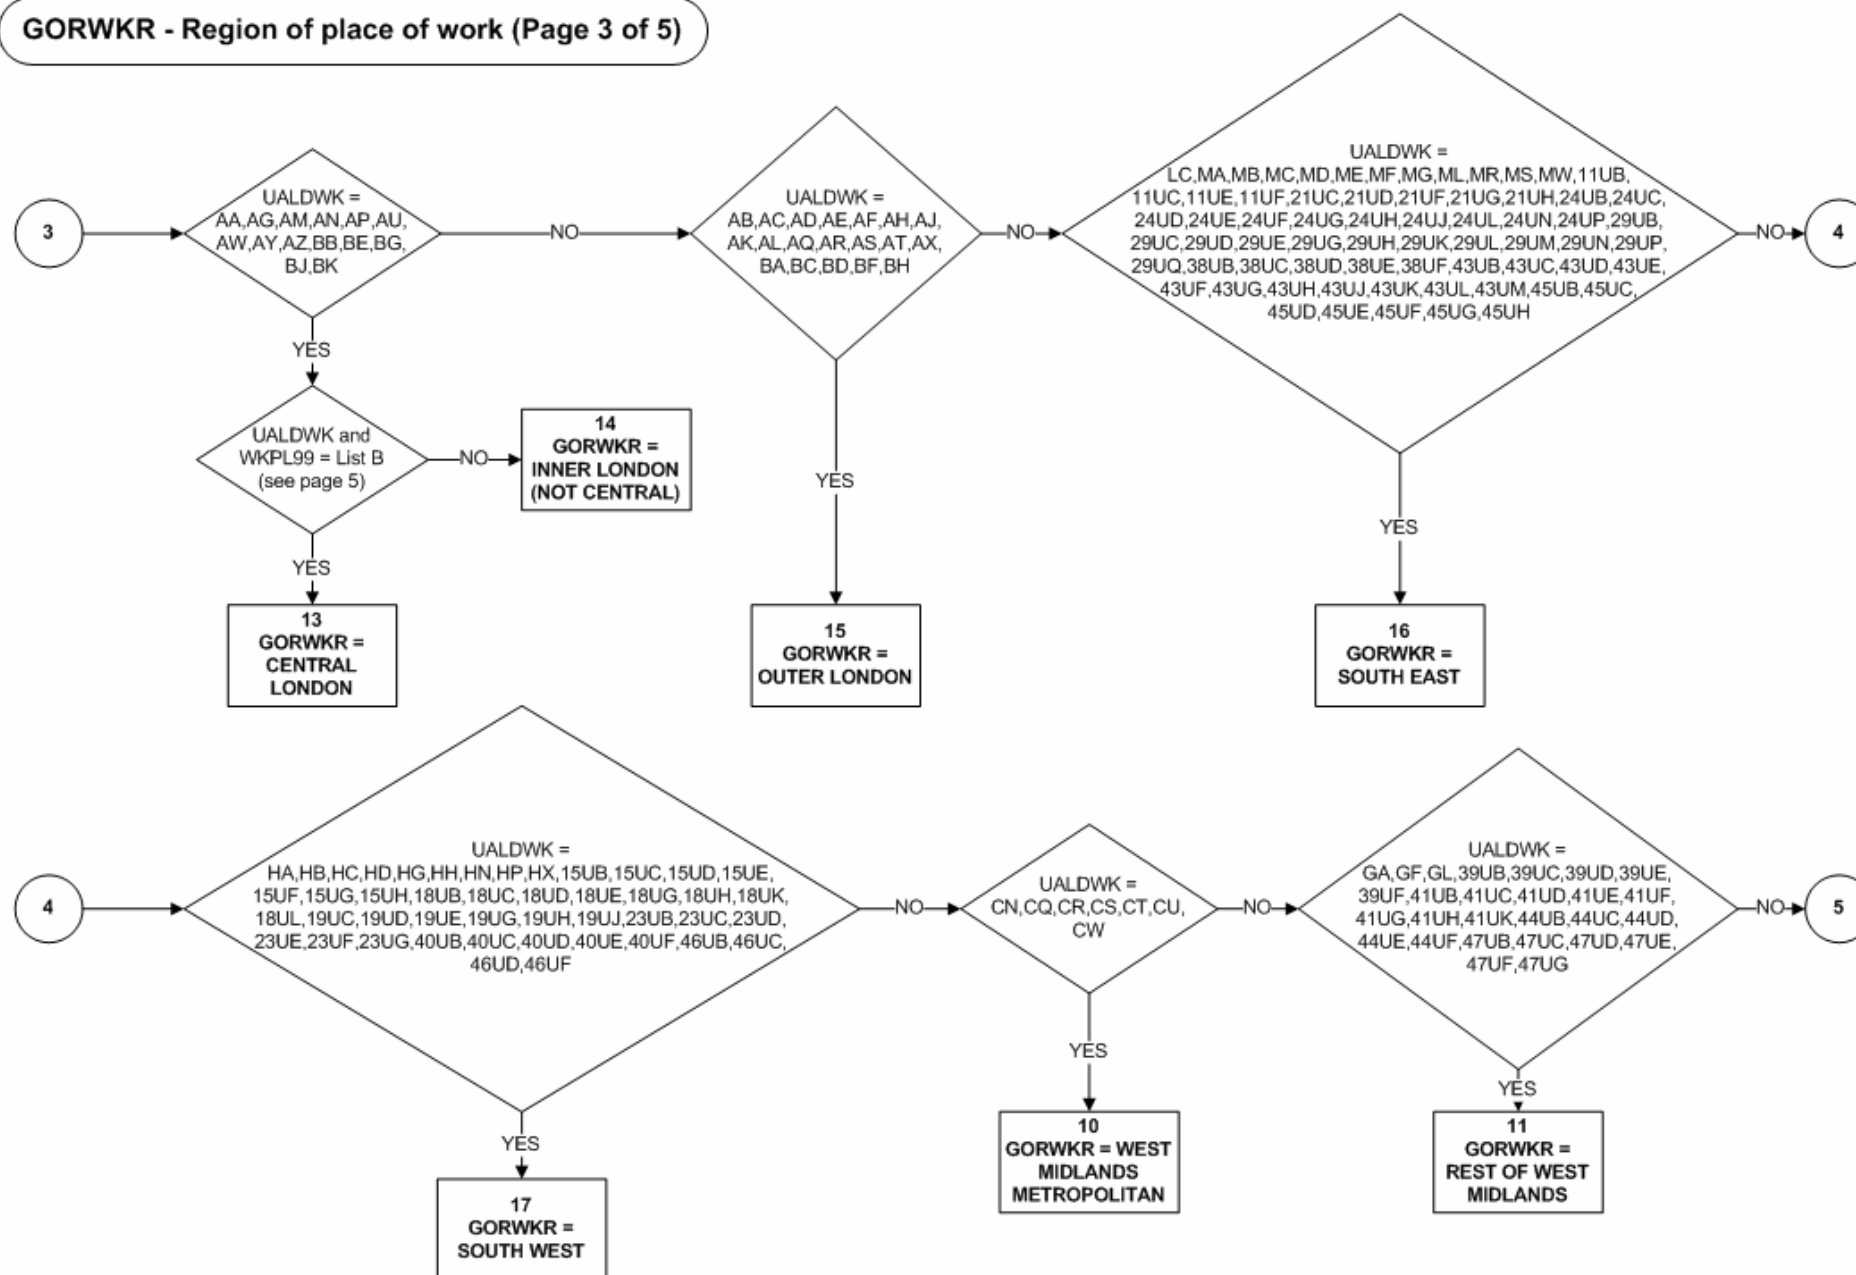 GORWKR - Region of place of work (Page 3 of 5)
3
UALDWK =
AA,AG,AM,AN,AP,AU,
AW,AY,AZ,BB,BE,BG,
BJ,BK
NO
UALDWK =
AB,AC,AD,AE,AF,AH,AJ,
AK,AL,AQ,AR,AS,AT,AX,
BA,BC,BD,BF,BH
NO
UALDWK =
LC,MA,MB,MC,MD,ME,MF,MG,ML,MR,MS,MW,11UB,
11UC,11UE,11UF,21UC,21UD,21UF,21UG,21UH,24UB,24UC,
24UD,24UE,24UF,24UG,24UH,24UJ,24UL,24UN,24UP,29UB,
29UC,29UD,29UE,29UG,29UH,29UK,29UL,29UM,29UN,29UP,
29UQ,38UB,38UC,38UD,38UE,38UF,43UB,43UC,43UD,43UE,
43UF,43UG,43UH,43UJ,43UK,43UL,43UM,45UB,45UC,
45UD,45UE,45UF,45UG,45UH
NO
4
YES
UALDWK and
WKPL99 = List B
(see page 5)
NO
14
GORWKR =
INNER LONDON
(NOT CENTRAL)
YES
YES
YES
13
GORWKR =
CENTRAL
LONDON
15
GORWKR =
OUTER LONDON
16
GORWKR =
SOUTH EAST
4
UALDWK =
HA,HB,HC,HD,HG,HH,HN,HP,HX,15UB,15UC,15UD,15UE,
15UF,15UG,15UH,18UB,18UC,18UD,18UE,18UG,18UH,18UK,
18UL,19UC,19UD,19UE,19UG,19UH,19UJ,23UB,23UC,23UD,
23UE,23UF,23UG,40UB,40UC,40UD,40UE,40UF,46UB,46UC,
46UD,46UF
NO
UALDWK =
CN,CQ,CR,CS,CT,CU,
CW
NO
UALDWK =
GA,GF,GL,39UB,39UC,39UD,39UE,
39UF,41UB,41UC,41UD,41UE,41UF,
41UG,41UH,41UK,44UB,44UC,44UD,
44UE,44UF,47UB,47UC,47UD,47UE,
47UF,47UG
NO
5
YES
YES
YES
17
GORWKR =
SOUTH WEST
10
GORWKR = WEST
MIDLANDS
METROPOLITAN
11
GORWKR =
REST OF WEST
MIDLANDS